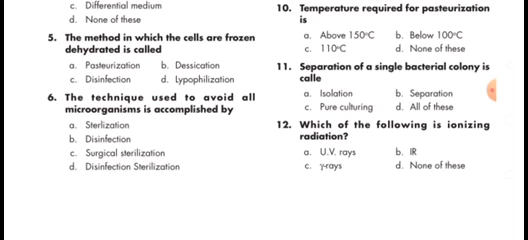 c. Differential medium
d. None of these
5. The method in which the cells are frozen
dehydrated is called
a. Pasteurization b. Dessication
c. Disinfection d. Lypophilization
6. The technique used to avoid all
microorganisms is accomplished by
a. Sterlization
b. Disinfection
c. Surgical sterilization
d. Disinfection Sterilization
10. Temperature required for pasteurization
is
a. Above 150ºC b. Below 100ºC
c. 110ºC d. None of these
11. Separation of a single bacterial colony is
calle
a. Isolation b. Separation
c. Pure culturing d. All of these
12. Which of the following is ionizing
radiation?
a. U.V. rays b. IR
c. γ-rays d. None of these